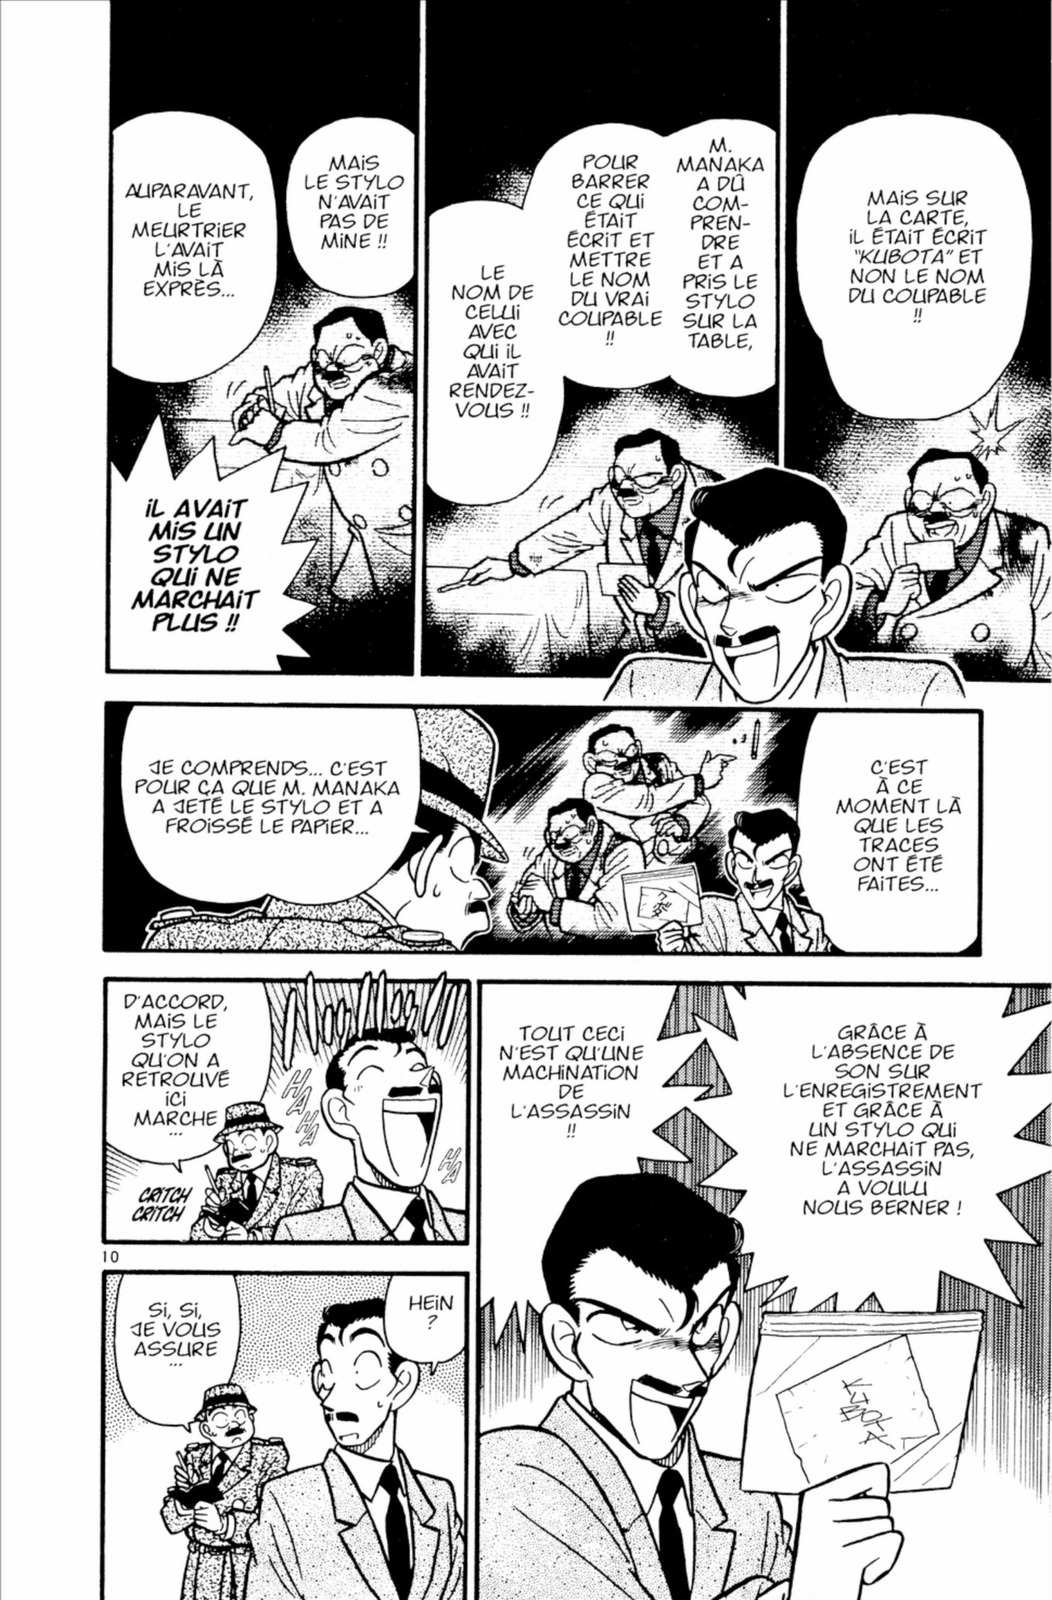 MAIS SUR
LA CARTE,
IL ÉTAIT ÉCRIT
"KUBOTA" ET
NON LE NOM
DU COUPABLE
!!
M.
MANAKA
A DÛ
COM-
PREN-
DRE
ET A
PRIS LE
STYLO
SUR LA
TABLE,
POUR
BARRER
CE QUI
ÉTAIT
ÉCRIT ET
METTRE
LE NOM
DU VRAI
COUPABLE
!!
LE
NOM DE
CELUI
AVEC
QUI IL
AVAIT
RENDEZ-
VOUS !!
MAIS
LE STYLO
N'AVAIT
PAS DE
MINE !!
AUPARAVANT,
LE
MEURTRIER
L'AVAIT
MIS LÀ
EXPRÈS...
IL AVAIT
MIS UN
STYLO
QUI NE
MARCHAIT
PLUS !!
C'EST
À CE
MOMENT LÀ
QUE LES
TRACES
ONT ÉTÉ
FAITES...
JE COMPRENDS... C'EST
POUR ÇA QUE M. MANAKA
A JETÉ LE STYLO ET A
FROISSÉ LE PAPIER...
GRÂCE À
L'ABSENCE DE
SON SUR
L'ENREGISTREMENT
ET GRÂCE À
UN STYLO QUI
NE MARCHAIT PAS,
L'ASSASSIN
A VOULU
NOUS BERNER !
TOUT CECI
N'EST QU'UNE
MACHINATION
DE
L'ASSASSIN
!!
KUBOTA
HA HA HA
HA
D'ACCORD,
MAIS LE
STYLO
QU'ON A
RETROUVÉ
ICI
MARCHE
...
CRITCH
CRITCH
10
HEIN
?
SI, SI,
JE VOUS
ASSURE
...